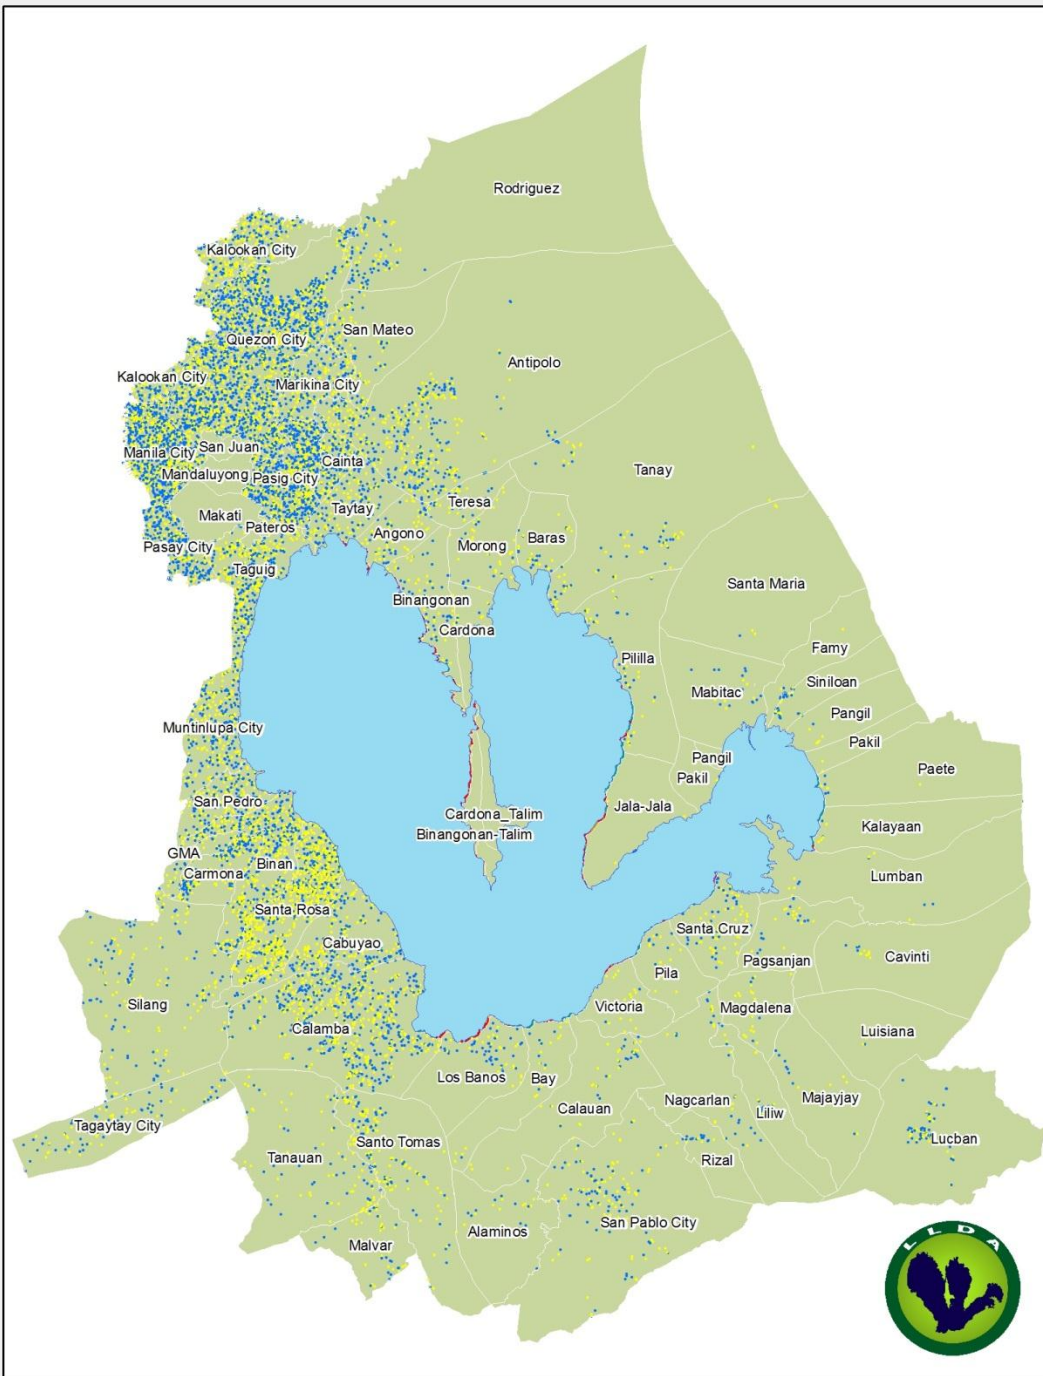 Rodriguez
Kalookan City
San Mateo
Quezon City
Antipolo
Kalookan City
Marikina City
San Juan
Manila City
Cainta
Mandaluyong
Pasig City
Tanay
Teresa
Taytay
Makati
Pateros
Angono
Baras
Morong
Pasay City
Taguig
Santa Maria
Binangonan
Cardona
Famy
Pililla
Siniloan
Mabitac
Pangil
Muntinlupa City
Pakil
Pangil
Paete
Pakil
San Pedro
Jala-Jala
Cardona_Talim
Kalayaan
Binangonan-Talim
GMA
Binan
Carmona
Lumban
Santa Rosa
Santa Cruz
Cabuyao
Cavinti
Pagsanjan
Pila
Silang
Victoria
Magdalena
Calamba
Luisiana
Los Banos
Bay
Majayjay
Nagcarlan
Calauan
Liliw
Tagaytay City
Lucban
Santo Tomas
Tanauan
Rizal
San Pablo City
Alaminos
Malvar
LLDA